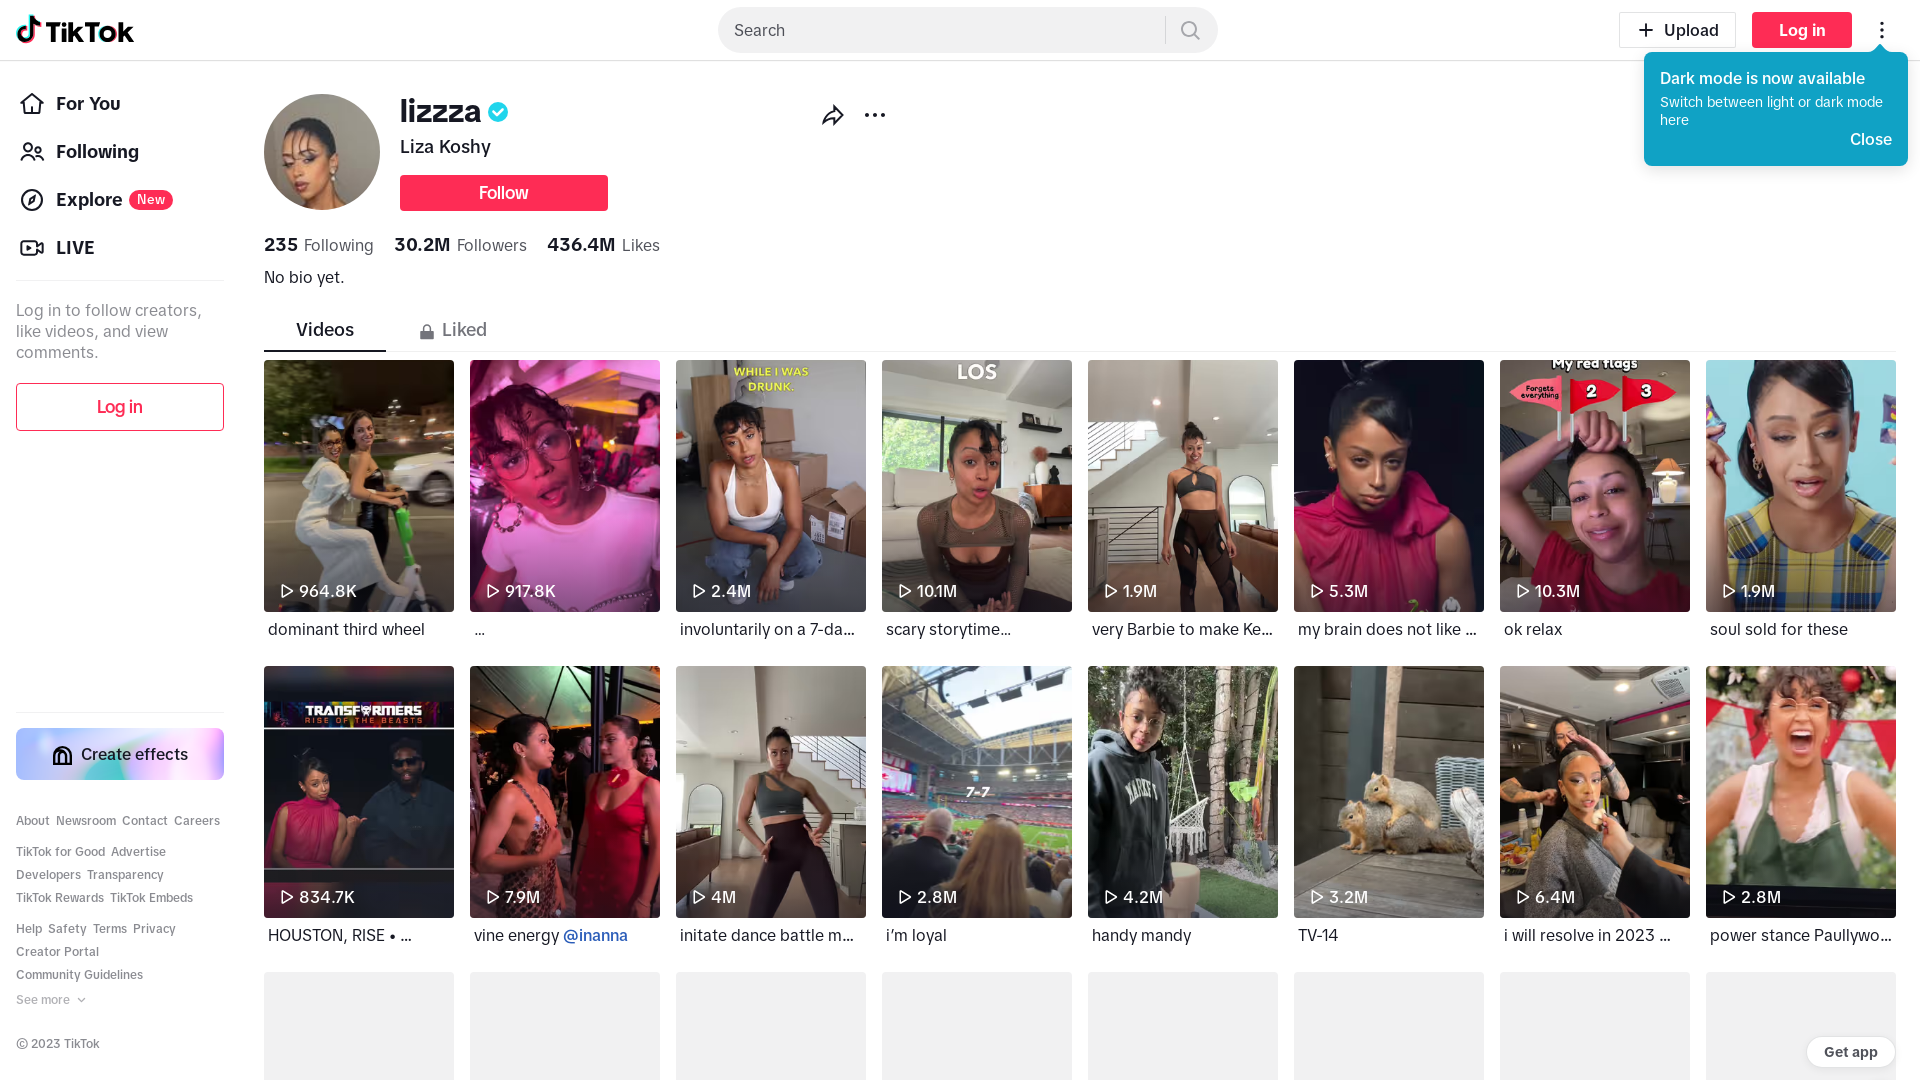 TikTok
Search
Upload
Log in
Dark mode is now available
Switch between light or dark mode
here
Close
For You
Following
Explore New
LIVE
Log in to follow creators,
like videos, and view
comments.
Log in
Create effects
About Newsroom Contact Careers
TikTok for Good Advertise
Developers Transparency
TikTok Rewards TikTok Embeds
Help Safety Terms Privacy
Creator Portal
Community Guidelines
See more
© 2023 TikTok
lizzza
Liza Koshy
Follow
235 Following 30.2M Followers 436.4M Likes
No bio yet.
Videos Liked
964.8K
dominant third wheel
917.8K
...
WHILE I WAS
DRUNK.
2.4M
involuntarily on a 7-da...
LOS
10.1M
scary storytime...
1.9M
very Barbie to make Ke...
5.3M
my brain does not like ...
My red flags
Forgets
everything
2
3
10.3M
ok relax
1.9M
soul sold for these
TRANSFORMERS
RISE OF THE BEASTS
834.7K
HOUSTON, RISE • ...
7.9M
vine energy @inanna
4M
initate dance battle m...
7-7
2.8M
i’m loyal
4.2M
handy mandy
3.2M
TV-14
6.4M
i will resolve in 2023 ...
2.8M
power stance Paullywo...
Get app